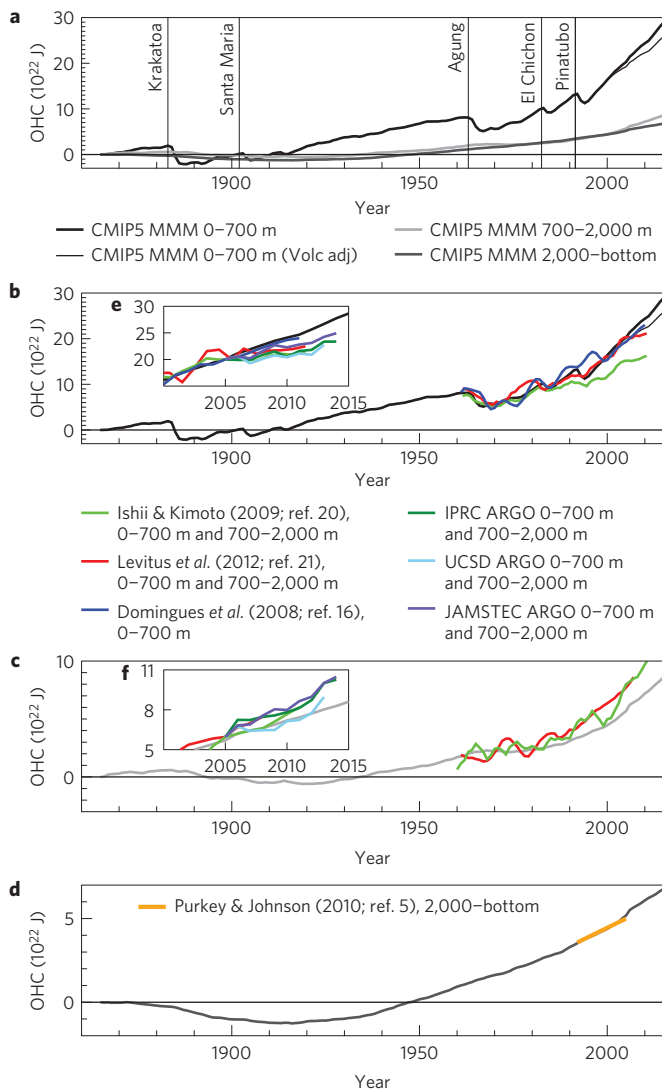 a
30
20
10
0
OHC (10²² J)
Krakatoa
Santa Maria
Agung
El Chichon
Pinatubo
1900
1950
2000
Year
CMIP5 MMM 0–700 m
CMIP5 MMM 700–2,000 m
CMIP5 MMM 0–700 m (Volc adj)
CMIP5 MMM 2,000–bottom
b
30
20
10
0
OHC (10²² J)
e
30
25
20
2005
2010
2015
1900
1950
2000
Year
Ishii & Kimoto (2009; ref. 20),
0–700 m and 700–2,000 m
Levitus et al. (2012; ref. 21),
0–700 m and 700–2,000 m
Domingues et al. (2008; ref. 16),
0–700 m
IPRC ARGO 0–700 m
and 700–2,000 m
UCSD ARGO 0–700 m
and 700–2,000 m
JAMSTEC ARGO 0–700 m
and 700–2,000 m
c
10
0
OHC (10²² J)
f
11
8
5
2005
2010
2015
1900
1950
2000
Year
d
5
0
OHC (10²² J)
Purkey & Johnson (2010; ref. 5), 2,000–bottom
1900
1950
2000
Year